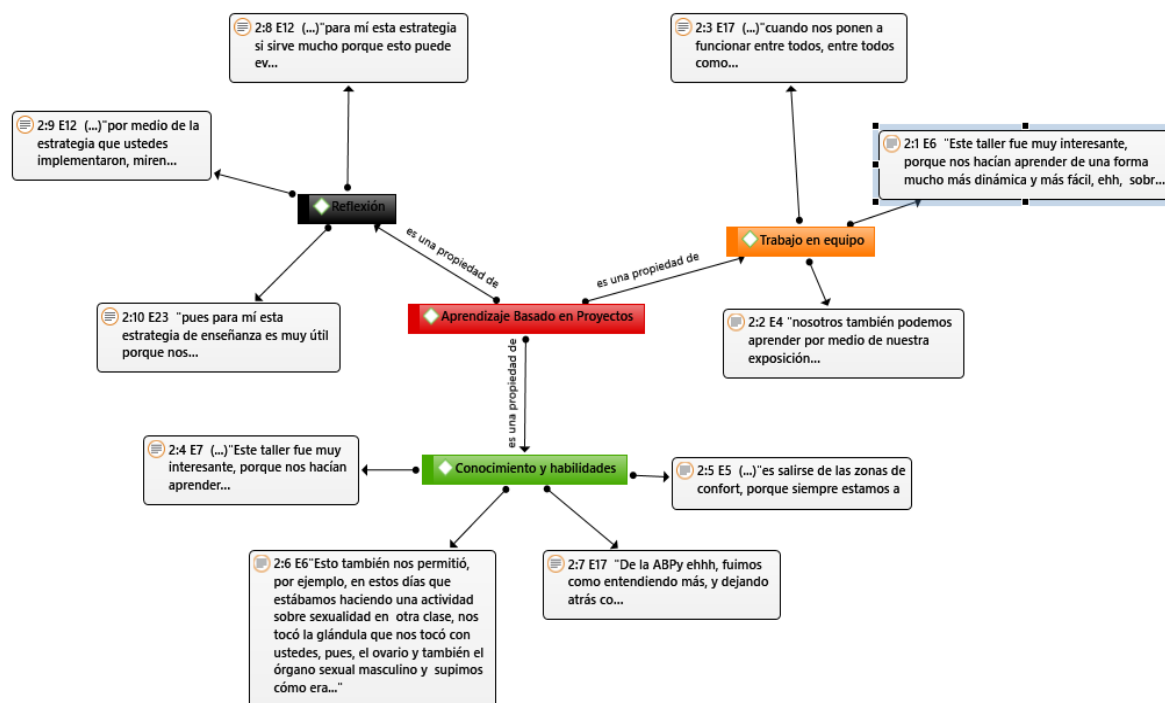 2:8 E12 (...)"para mí esta estrategia
si sirve mucho porque esto puede
ev...
2:3 E17 (...)"cuando nos ponen a
funcionar entre todos, entre todos
como...
2:9 E12 (...)"por medio de la
estrategia que ustedes
implementaron, miren...
2:1 E6 "Este taller fue muy interesante,
porque nos hacían aprender de una forma
mucho más dinámica y más fácil, ehh, sobr...
Reflexión
Trabajo en equipo
es una propiedad de
es una propiedad de
2:10 E23 "pues para mí esta
estrategia de enseñanza es muy útil
porque nos...
Aprendizaje Basado en Proyectos
2:2 E4 "nosotros también podemos
aprender por medio de nuestra
exposición...
es una propiedad de
2:4 E7 (...)"Este taller fue muy
interesante, porque nos hacían
aprender...
Conocimiento y habilidades
2:5 E5 (...)"es salirse de las zonas de
confort, porque siempre estamos a
2:6 E6"Esto también nos permitió,
por ejemplo, en estos días que
estábamos haciendo una actividad
sobre sexualidad en otra clase, nos
tocó la glándula que nos tocó con
ustedes, pues, el ovario y también el
órgano sexual masculino y supimos
cómo era..."
2:7 E17 "De la ABPy ehhh, fuimos
como entendiendo más, y dejando
atrás co...